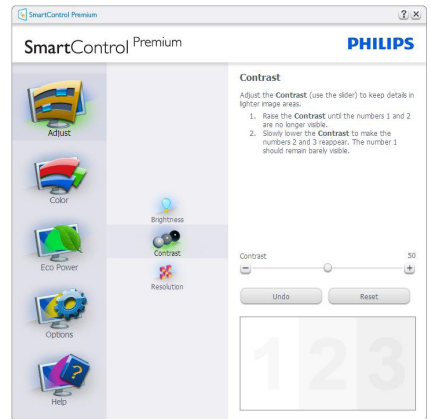 SmartControl Premium
SmartControl Premium
PHILIPS
Adjust
Color
Eco Power
Options
Help
Brightness
Contrast
Resolution
Contrast
Adjust the Contrast (use the slider) to keep details in
lighter image areas.
1. Raise the Contrast until the numbers 1 and 2
are no longer visible.
2. Slowly lower the Contrast to make the
numbers 2 and 3 reappear. The number 1
should remain barely visible.
Contrast 50
Undo Reset
1 2 3